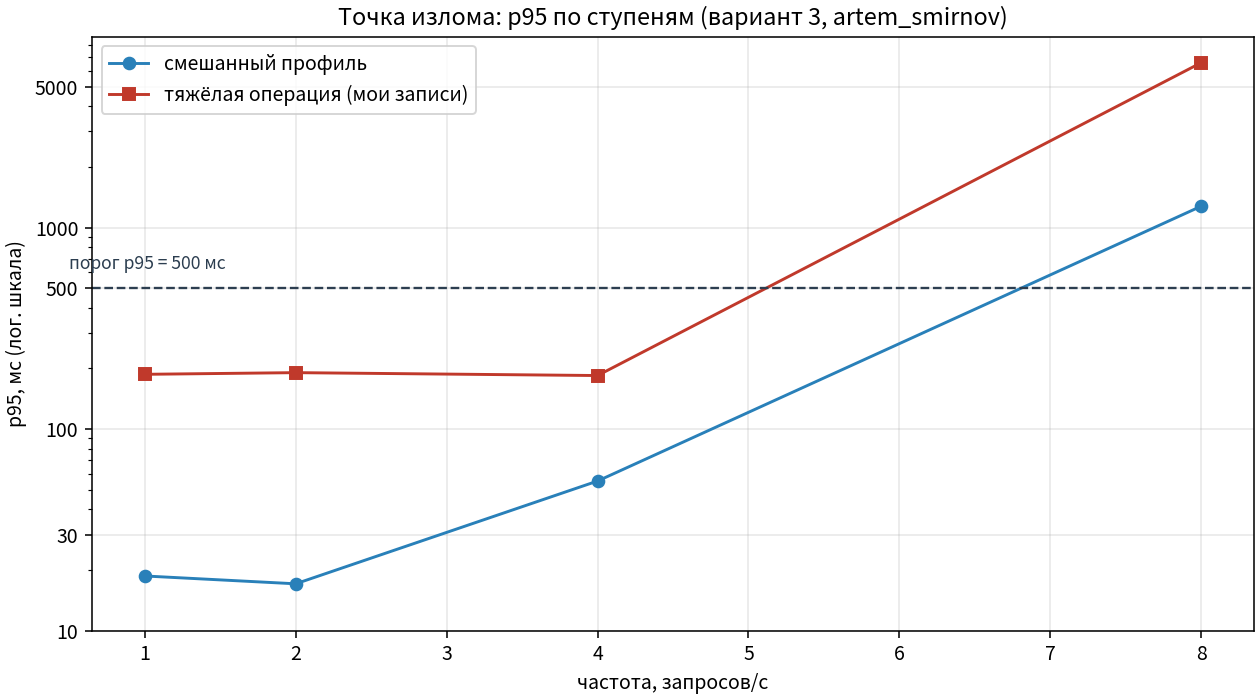 Точка излома: p95 по ступеням (вариант 3, artem_smirnov)
смешанный профиль
тяжёлая операция (мои записи)
p95, мс (лог. шкала)
5000
1000
порог p95 = 500 мс
500
100
30
10
1 2 3 4 5 6 7 8
частота, запросов/с